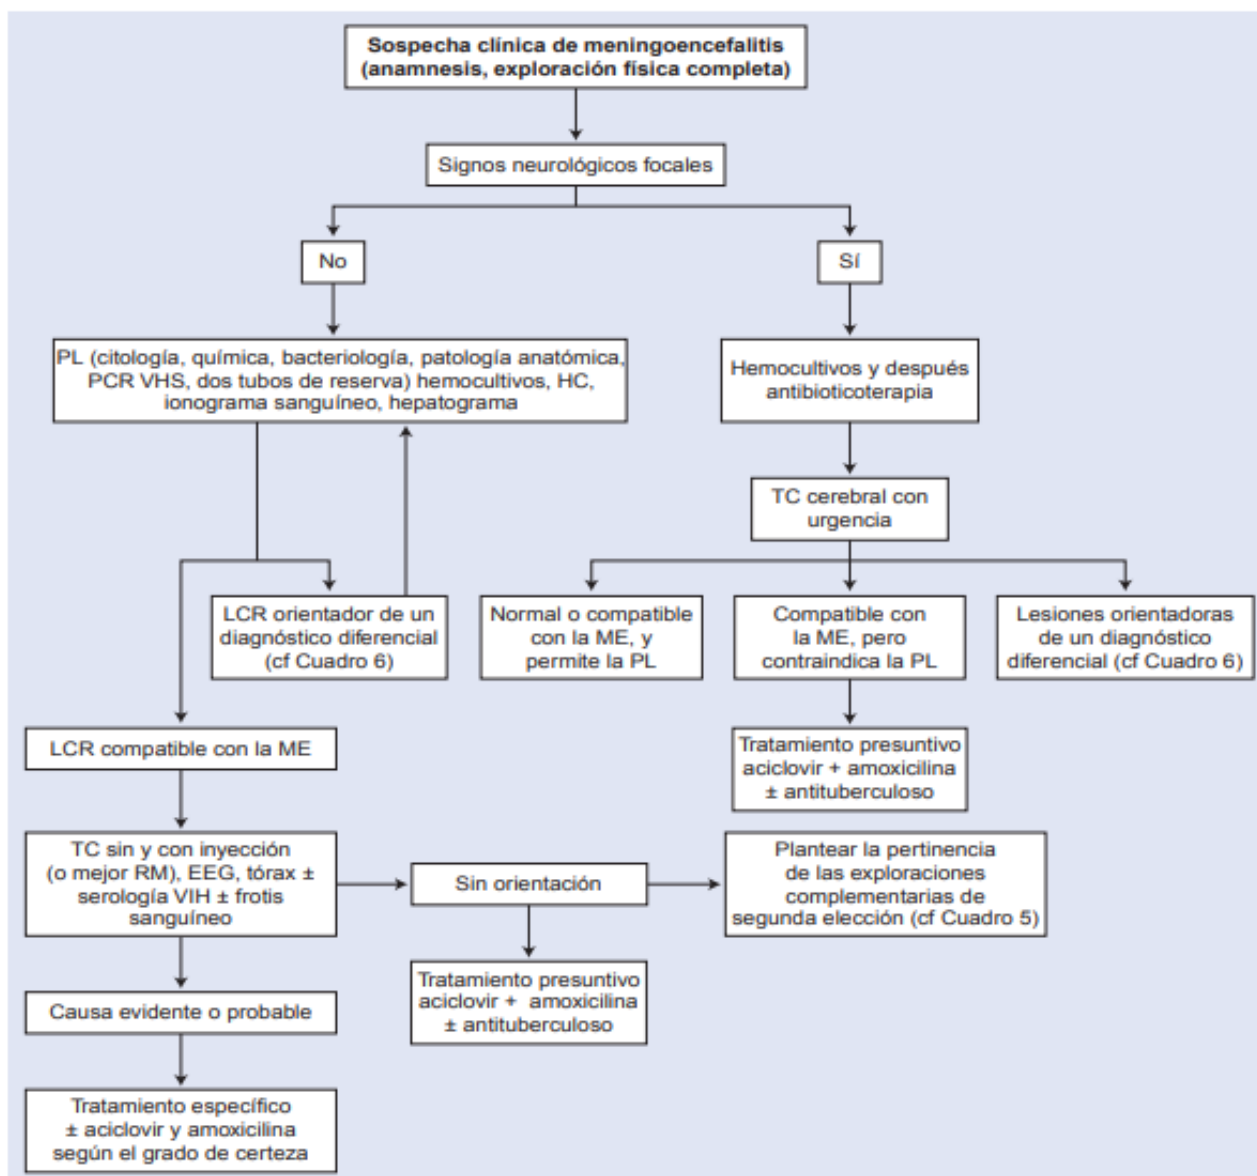 Sospecha clínica de meningoencefalitis
(anamnesis, exploración física completa)
Signos neurológicos focales
No
Sí
PL (citología, química, bacteriología, patología anatómica,
PCR VHS, dos tubos de reserva) hemocultivos, HC,
ionograma sanguíneo, hepatograma
Hemocultivos y después
antibioticoterapia
TC cerebral con
urgencia
LCR orientador de un
diagnóstico diferencial
(cf Cuadro 6)
Normal o compatible
con la ME, y
permite la PL
Compatible con
la ME, pero
contraindica la PL
Lesiones orientadoras
de un diagnóstico
diferencial (cf Cuadro 6)
LCR compatible con la ME
Tratamiento presuntivo
aciclovir + amoxicilina
± antituberculoso
TC sin y con inyección
(o mejor RM), EEG, tórax ±
serología VIH ± frotis
sanguíneo
Sin orientación
Plantear la pertinencia
de las exploraciones
complementarias de
segunda elección (cf Cuadro 5)
Tratamiento presuntivo
aciclovir + amoxicilina
± antituberculoso
Causa evidente o probable
Tratamiento específico
± aciclovir y amoxicilina
según el grado de certeza